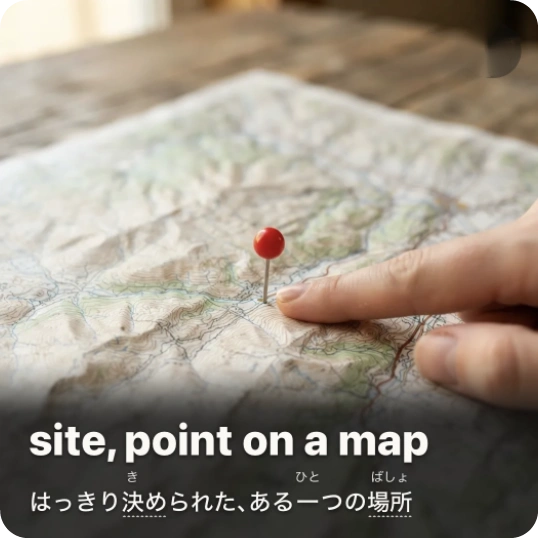 site, point on a map
き ひと ばしょ
はっきり決められた、ある一つの場所